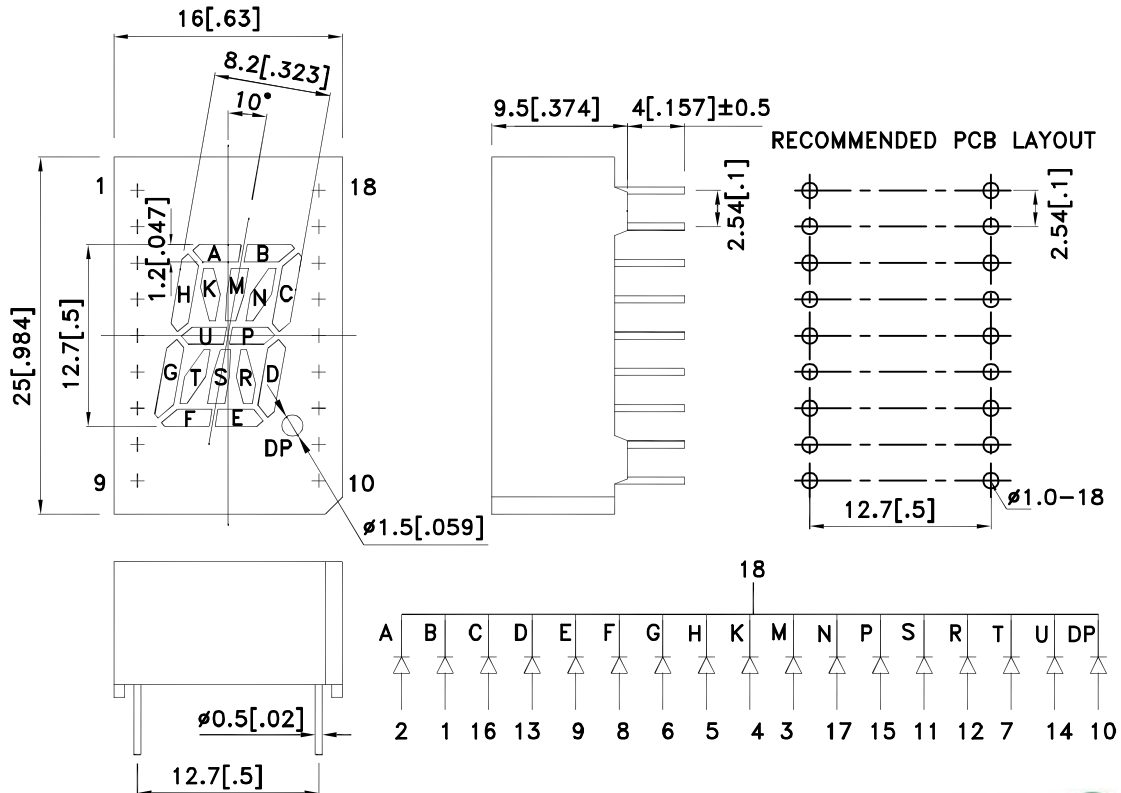 16[.63]
8.2[.323]
10°
1
18
1.2[.047]
12.7[.5]
25[.984]
A B
H K M N C
U P
G T S R D
F E
DP
9
10
ø1.5[.059]
9.5[.374]
4[.157]±0.5
2.54[.1]
RECOMMENDED PCB LAYOUT
2.54[.1]
12.7[.5]
ø1.0-18
ø0.5[.02]
12.7[.5]
18
A B C D E F G H K M N P S R T U DP
2 1 16 13 9 8 6 5 4 3 17 15 11 12 7 14 10